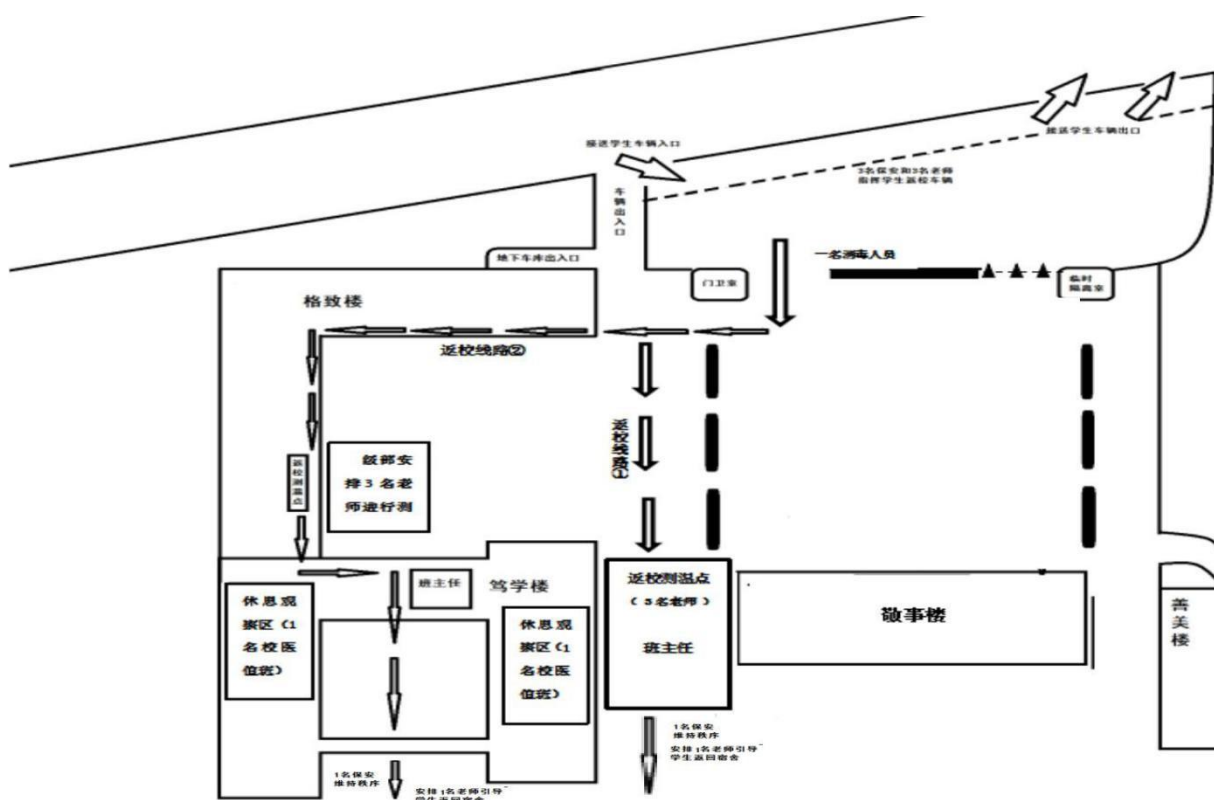 接送学生车辆入口
接送学生车辆出口
3名保安和3名老师
指挥学生返校车辆
车辆出入口
地下车库出入口
门卫室
一名消毒人员
临时
隔离室
格致楼
返校线路②
返校线路①
返校测温点
级部安
排3名老
师进行测
班主任
笃学楼
休息观
察区(1
名校医
值班)
休息观
察区(1
名校医
值班)
返校测温点
(3名老师)
班主任
敬事楼
善美楼
1名保安
维持秩序
安排1名老师引导
学生返回宿舍
1名保安
维持秩序
安排1名老师引导
学生返回宿舍